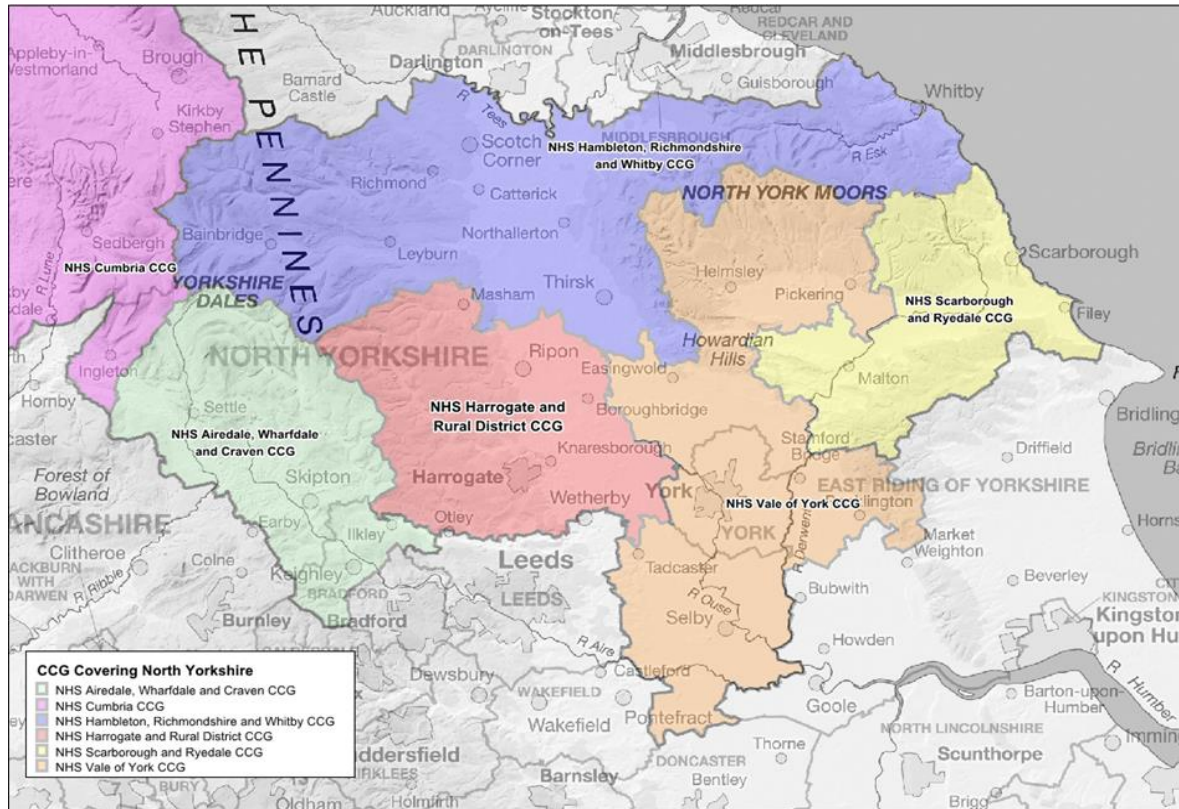 Auckland
Stockton
on-Tees
Redcar
REDCAR AND
CLEVELAND
Appleby-in-
Westmorland
Brough
THE PENNINES
Barnard
Castle
DARLINGTON
Darlington
Middlesbrough
Guisborough
Kirkby
Stephen
R Tees
Scotch
Corner
MIDDLESBROUGH
NHS Hambleton, Richmondshire
and Whitby CCG
Whitby
R Esk
Richmond
Catterick
NORTH YORK MOORS
Sedbergh
R Lune
NHS Cumbria CCG
Bainbridge
Leyburn
Northallerton
Scarborough
YORKSHIRE
DALES
Masham
Thirsk
Helmsley
Pickering
NHS Scarborough
and Ryedale CCG
Filey
NORTH YORKSHIRE
Ripon
Howardian
Hills
Easingwold
Malton
Ingleton
Hornby
Settle
NHS Harrogate and
Rural District CCG
Boroughbridge
NHS Airedale, Wharfdale
and Craven CCG
Knaresborough
Stamford
Bridge
Driffield
Forest of
Bowland
Skipton
Harrogate
Wetherby
York
YORK
NHS Vale of York CCG
EAST RIDING OF YORKSHIRE
Earby
Ilkley
Otley
Clitheroe
Colne
Keighley
Leeds
LEEDS
Tadcaster
R Derwent
Market
Weighton
Bubwith
Beverley
R Ribble
BRADFORD
Bradford
Burnley
R Ouse
Selby
Howden
Kingston
upon Hu
R Aire
Castleford
Dewsbury
WAKEFIELD
Wakefield
Pontefract
Goole
Barton-upon-
Humber
R Humber
NORTH LINCOLNSHIRE
Scunthorpe
Thorne
DONCASTER
Bentley
Barnsley
Holmfirth
Oldham
BURY
CCG Covering North Yorkshire
NHS Airedale, Wharfdale and Craven CCG
NHS Cumbria CCG
NHS Hambleton, Richmondshire and Whitby CCG
NHS Harrogate and Rural District CCG
NHS Scarborough and Ryedale CCG
NHS Vale of York CCG